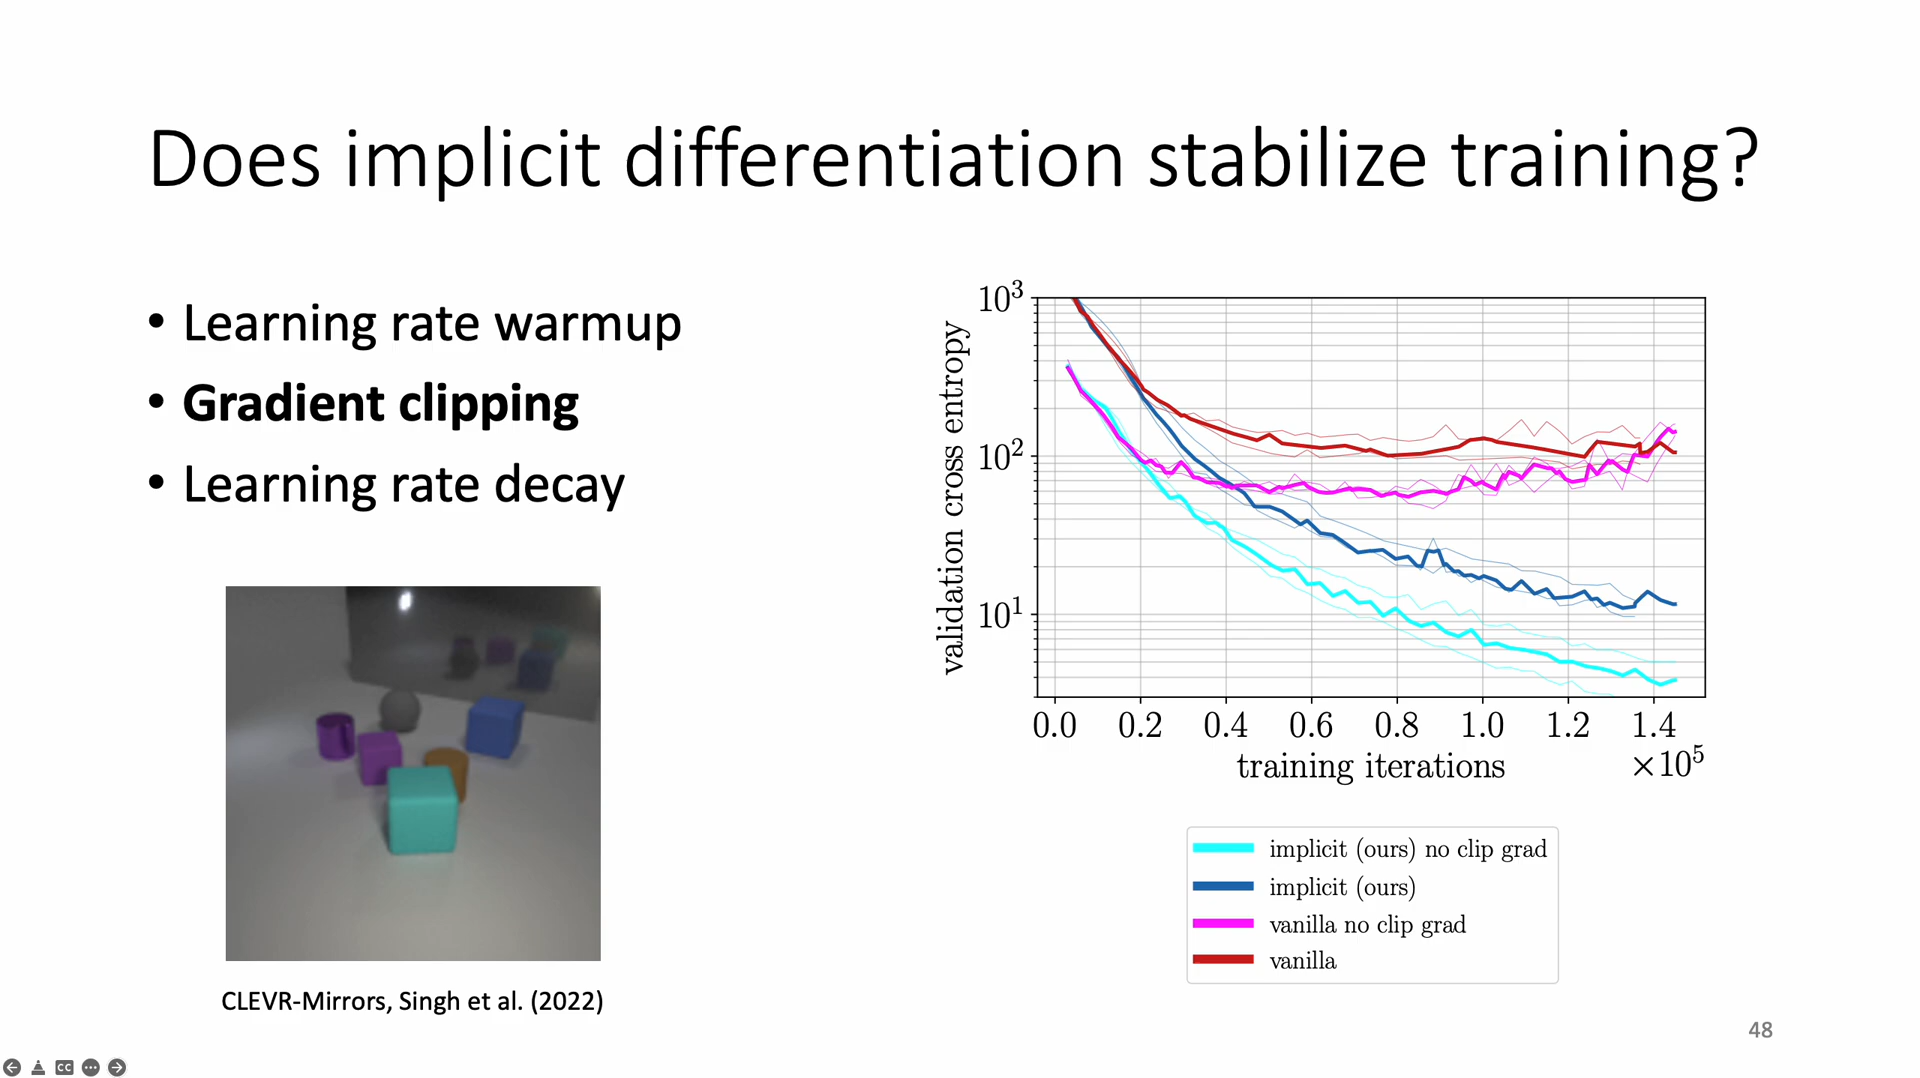 Does implicit differentiation stabilize training?
• Learning rate warmup
• Gradient clipping
• Learning rate decay
CLEVR-Mirrors, Singh et al. (2022)
validation cross entropy
10³
10²
10¹
0.0 0.2 0.4 0.6 0.8 1.0 1.2 1.4
training iterations
×10⁵
implicit (ours) no clip grad
implicit (ours)
vanilla no clip grad
vanilla
48
CC